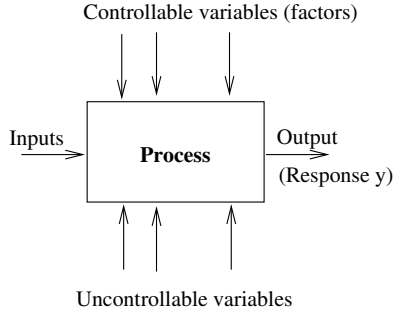 Controllable variables (factors)
Inputs
Process
Output
(Response y)
Uncontrollable variables